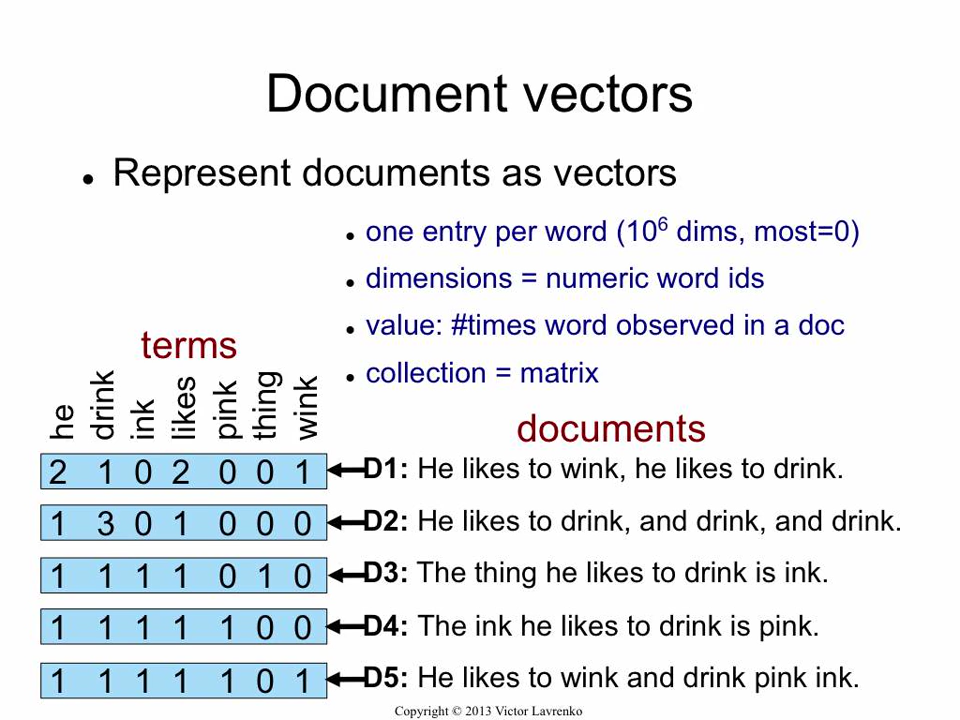 Document vectors
● Represent documents as vectors
● one entry per word (10⁶ dims, most=0)
● dimensions = numeric word ids
● value: #times word observed in a doc
● collection = matrix
terms
he drink ink likes pink thing wink
documents
2 1 0 2 0 0 1 D1: He likes to wink, he likes to drink.
1 3 0 1 0 0 0 D2: He likes to drink, and drink, and drink.
1 1 1 1 0 1 0 D3: The thing he likes to drink is ink.
1 1 1 1 1 0 0 D4: The ink he likes to drink is pink.
1 1 1 1 1 0 1 D5: He likes to wink and drink pink ink.
Copyright © 2013 Victor Lavrenko